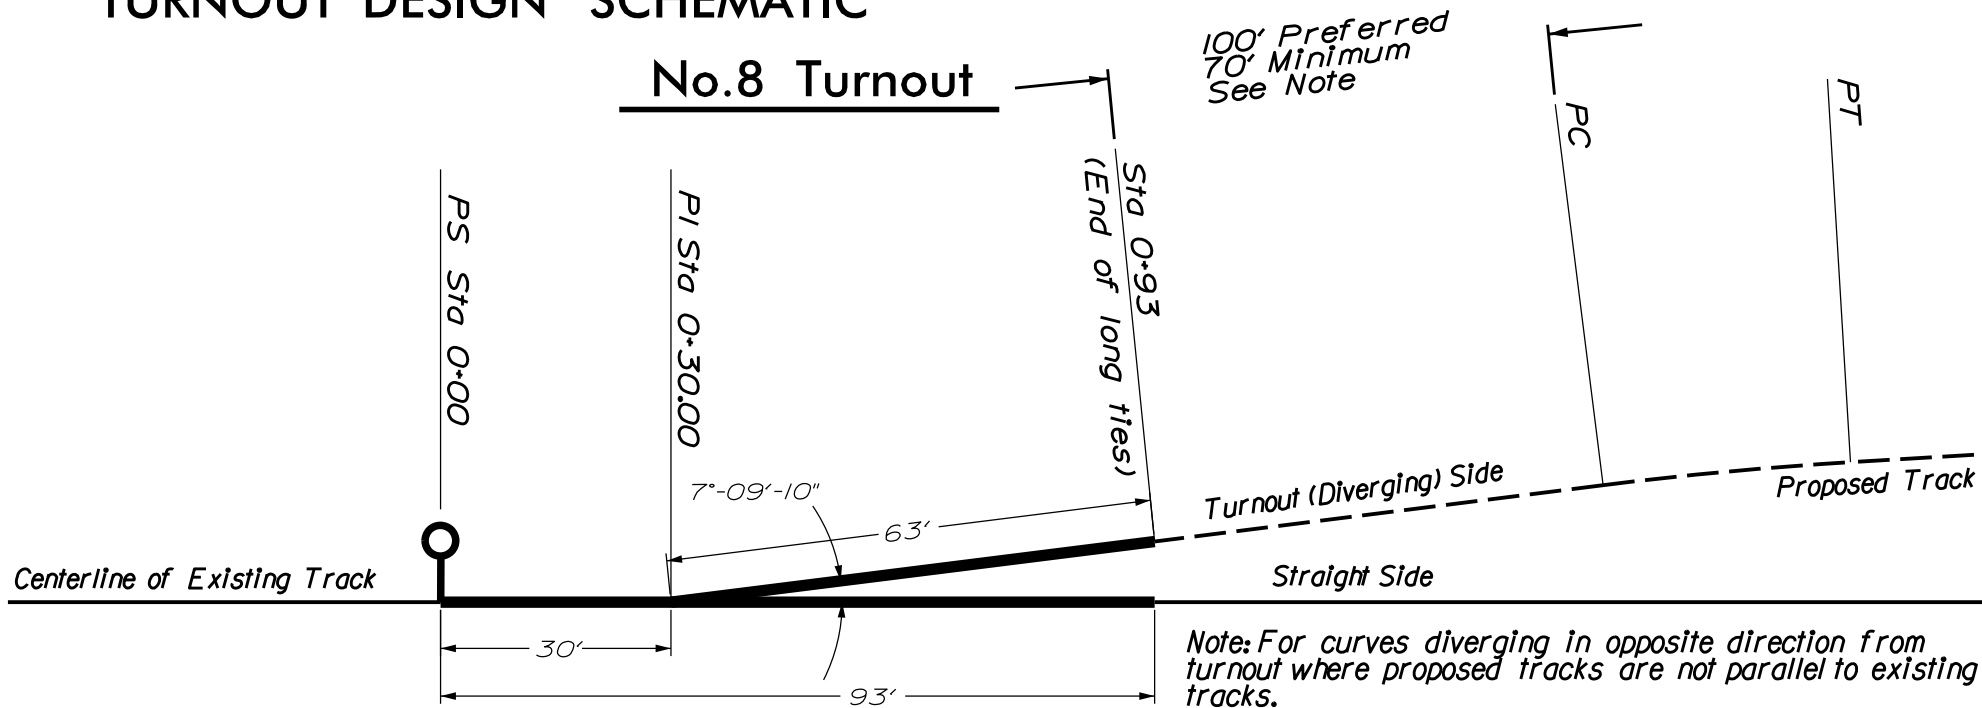 TURNOUT DESIGN SCHEMATIC
No.8 Turnout
100' Preferred
70' Minimum
See Note
PC
PT
PS Sta 0+00
PI Sta 0+30.00
Sta 0+93
(End of long ties)
7°-09'-10"
63'
Turnout (Diverging) Side
Proposed Track
Centerline of Existing Track
Straight Side
30'
93'
Note: For curves diverging in opposite direction from
turnout where proposed tracks are not parallel to existing
tracks.